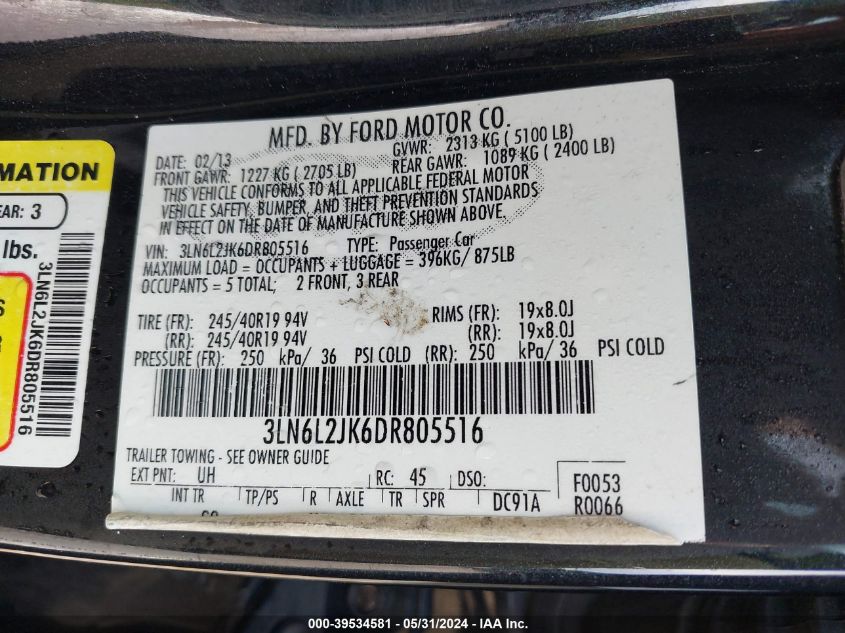 MFD. BY FORD MOTOR CO.
DATE: 02/13 GVWR: 2313 KG ( 5100 LB)
FRONT GAWR: 1227 KG ( 2705 LB) REAR GAWR: 1089 KG ( 2400 LB)
THIS VEHICLE CONFORMS TO ALL APPLICABLE FEDERAL MOTOR
VEHICLE SAFETY, BUMPER, AND THEFT PREVENTION STANDARDS
IN EFFECT ON THE DATE OF MANUFACTURE SHOWN ABOVE.
VIN: 3LN6L2JK6DR805516 TYPE: Passenger Car
MAXIMUM LOAD = OCCUPANTS + LUGGAGE = 396KG/ 875LB
OCCUPANTS = 5 TOTAL; 2 FRONT, 3 REAR
TIRE (FR): 245/40R19 94V RIMS (FR): 19x8.0J
(RR): 245/40R19 94V (RR): 19x8.0J
PRESSURE (FR): 250 kPa/ 36 PSI COLD (RR): 250 kPa/ 36 PSI COLD
3LN6L2JK6DR805516
TRAILER TOWING - SEE OWNER GUIDE
EXT PNT: UH RC: 45 DSO: F0053
INT TR TP/PS R AXLE TR SPR DC91A R0066
MATION
EAR: 3
lbs.
3LN6L2JK6DR805516
000-39534581 - 05/31/2024 - IAA Inc.